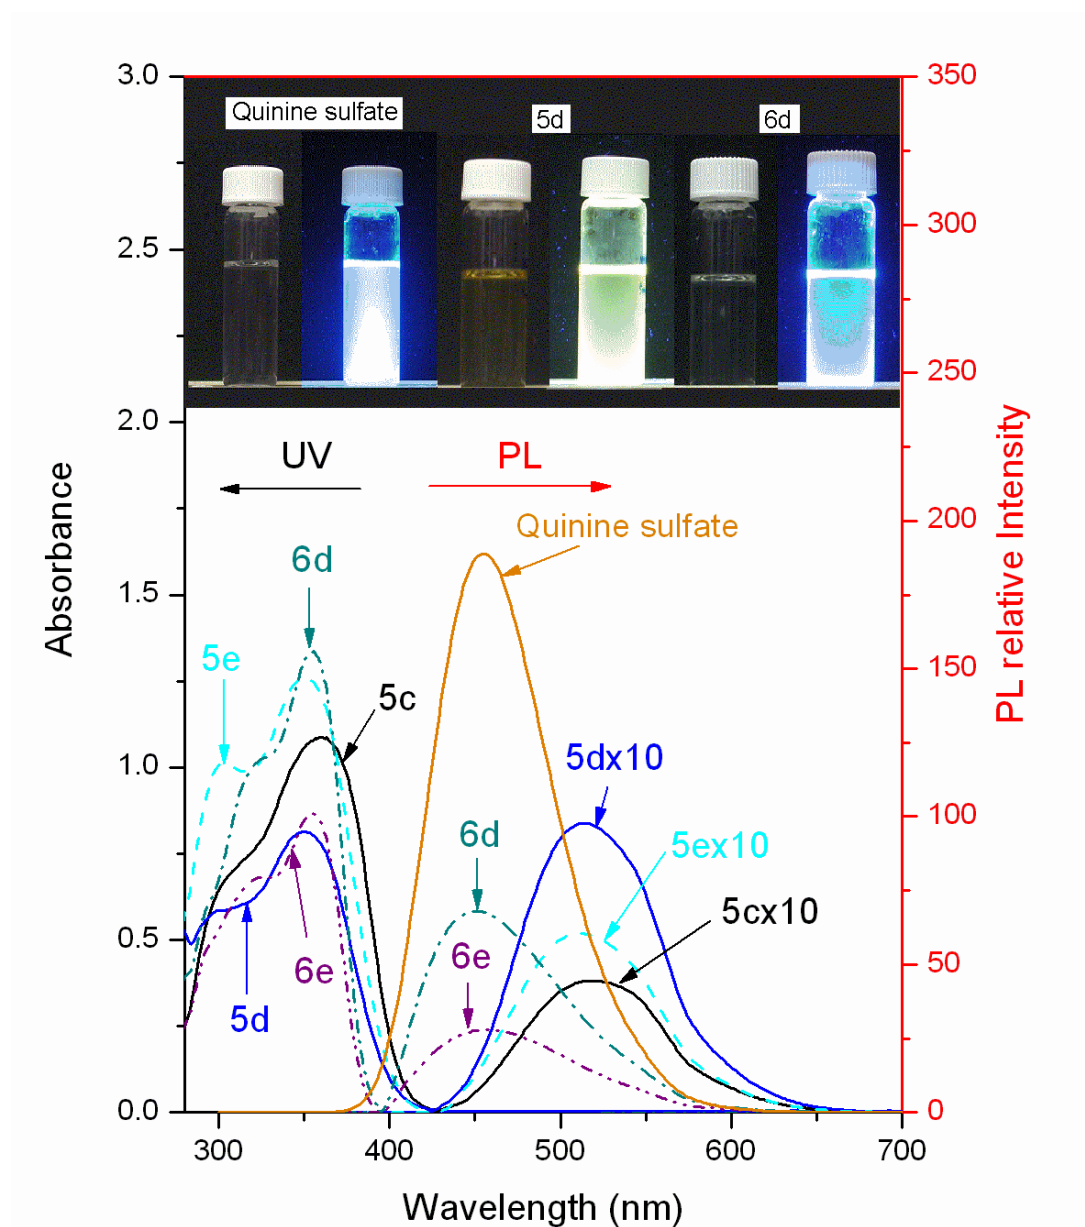 3.0
350
Quinine sulfate
5d
6d
300
2.5
250
2.0
UV
PL
200
Quinine sulfate
1.5
6d
150
5e
5c
1.0
5dx10
100
6d
5ex10
5cx10
0.5
6e
50
6e
5d
0.0
0
300
400
500
600
700
Absorbance
PL relative Intensity
Wavelength (nm)